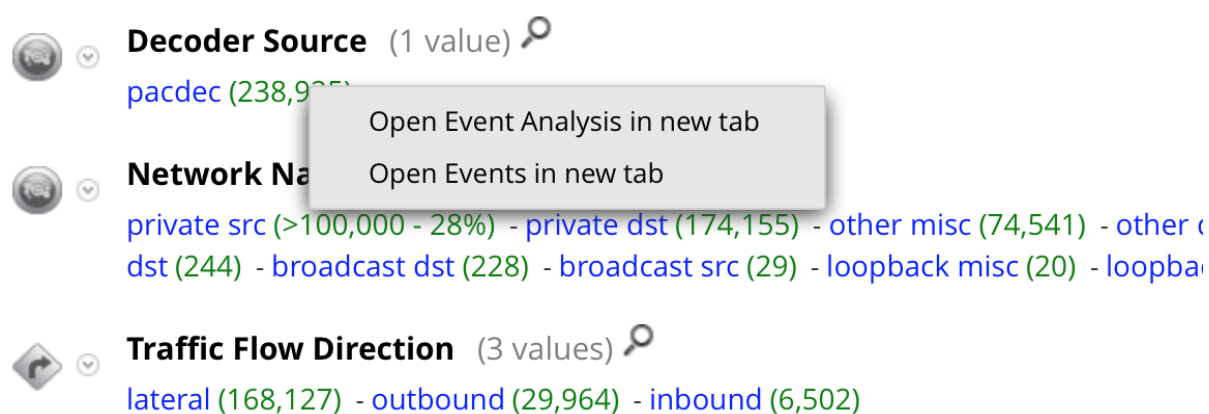 Decoder Source (1 value)
pacdec (238,9
Open Event Analysis in new tab
Network Na
Open Events in new tab
private src (>100,000 - 28%) - private dst (174,155) - other misc (74,541) - other
dst (244) - broadcast dst (228) - broadcast src (29) - loopback misc (20) - loopba
Traffic Flow Direction (3 values)
lateral (168,127) - outbound (29,964) - inbound (6,502)